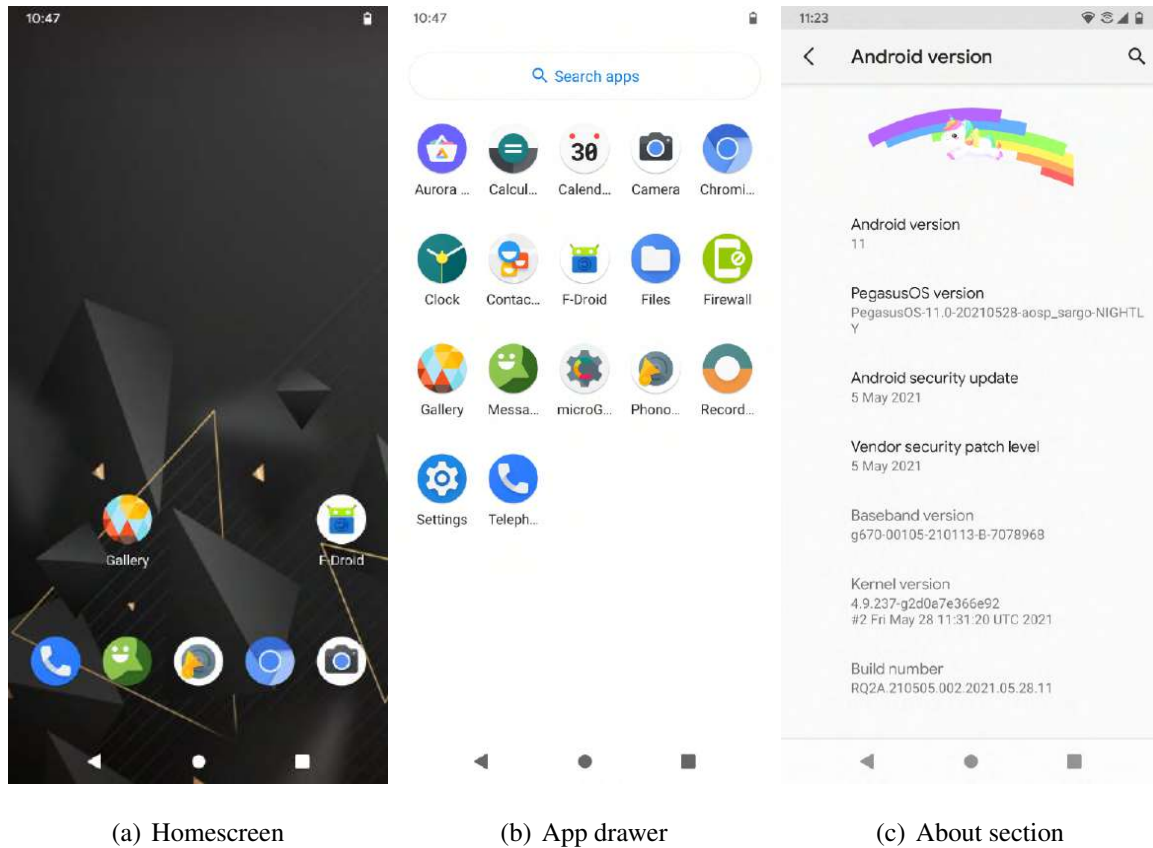 10:47
Gallery
F-Droid
10:47
Search apps
Aurora ...
Calcul...
30
Calend...
Camera
Chromi...
Clock
Contac...
F-Droid
Files
Firewall
Gallery
Messa...
microG...
Phono...
Record...
Settings
Teleph...
11:23
Android version
Android version
11
PegasusOS version
PegasusOS-11.0-20210528-aosp_sargo-NIGHTL
Y
Android security update
5 May 2021
Vendor security patch level
5 May 2021
Baseband version
g670-00105-210113-B-7078968
Kernel version
4.9.237-g2d0a7e366e92
#2 Fri May 28 11:31:20 UTC 2021
Build number
RQ2A.210505.002.2021.05.28.11
(a) Homescreen
(b) App drawer
(c) About section